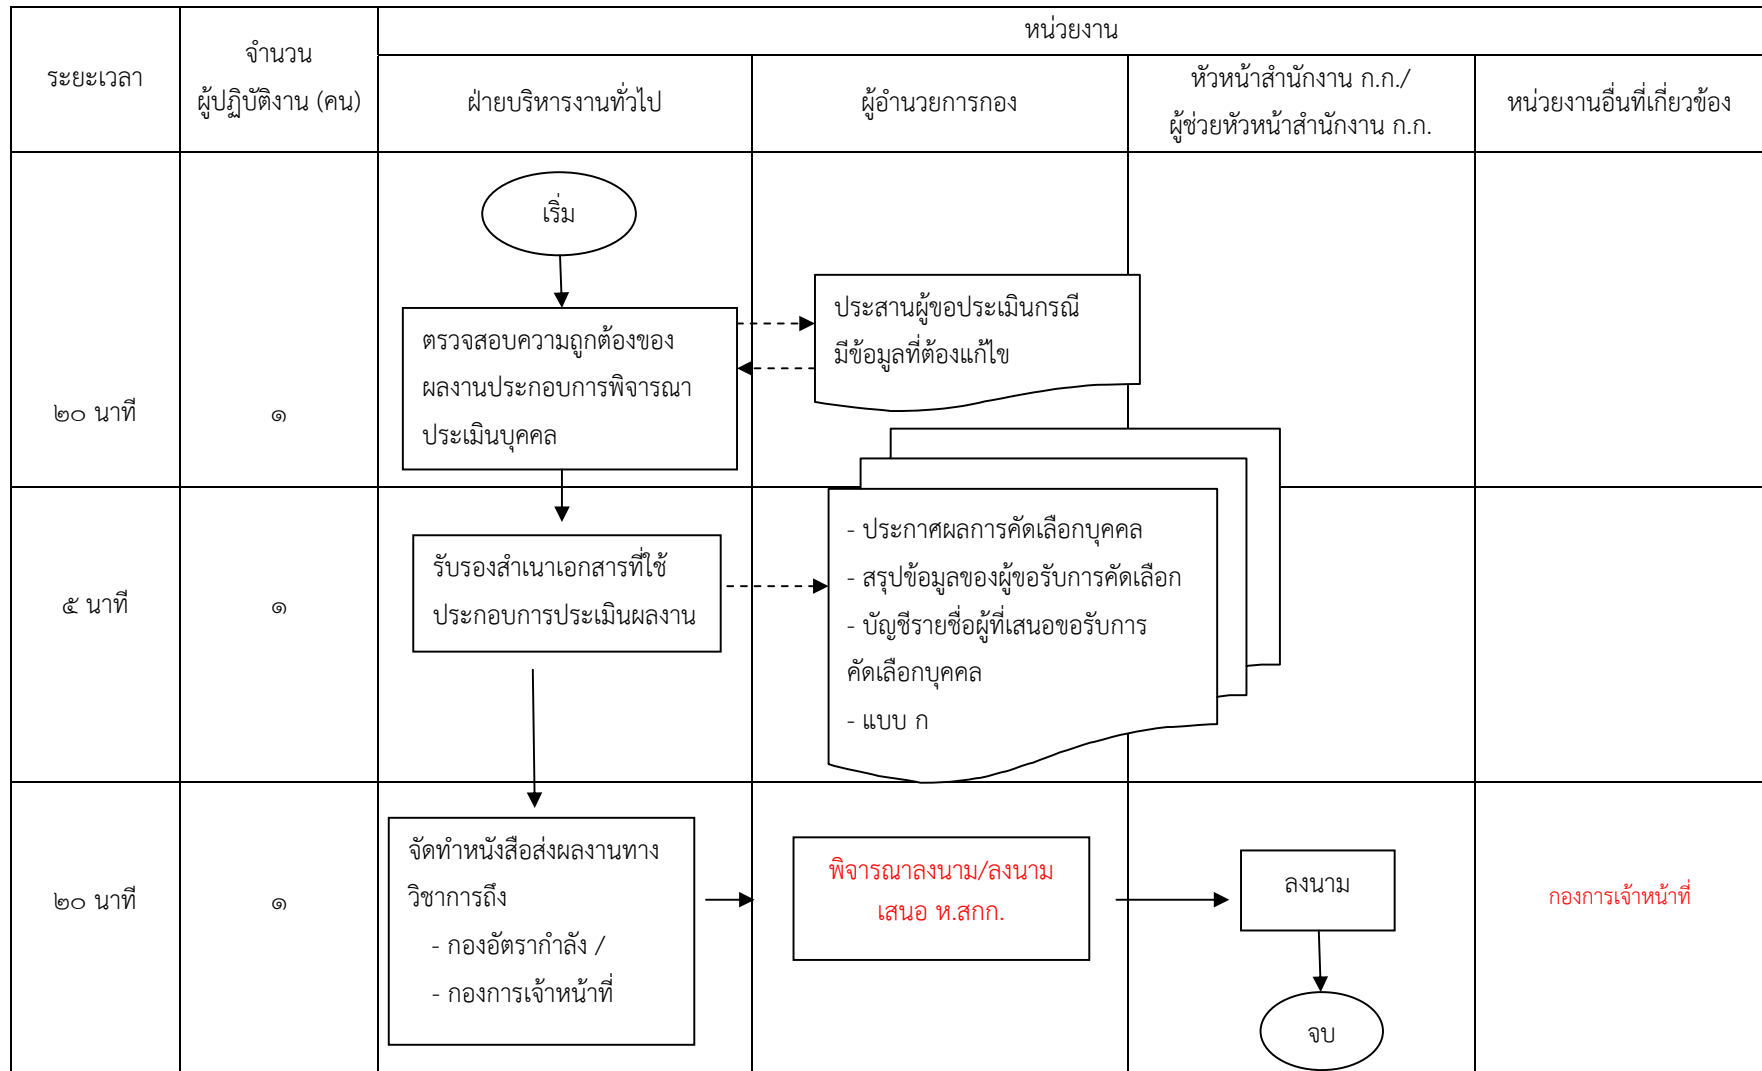 หน่วยงาน
ระยะเวลา
จำนวน
ผู้ปฏิบัติงาน (คน)
ฝ่ายบริหารงานทั่วไป
ผู้อำนวยการกอง
หัวหน้าสำนักงาน ก.ก./
ผู้ช่วยหัวหน้าสำนักงาน ก.ก.
หน่วยงานอื่นที่เกี่ยวข้อง
เริ่ม
๒๐ นาที
๑
ตรวจสอบความถูกต้องของ
ผลงานประกอบการพิจารณา
ประเมินบุคคล
ประสานผู้ขอประเมินกรณี
มีข้อมูลที่ต้องแก้ไข
๕ นาที
๑
รับรองสำเนาเอกสารที่ใช้
ประกอบการประเมินผลงาน
- ประกาศผลการคัดเลือกบุคคล
- สรุปข้อมูลของผู้ขอรับการคัดเลือก
- บัญชีรายชื่อผู้ที่เสนอขอรับการ
คัดเลือกบุคคล
- แบบ ก
๒๐ นาที
๑
จัดทำหนังสือส่งผลงานทาง
วิชาการถึง
- กองอัตรากำลัง /
- กองการเจ้าหน้าที่
พิจารณาลงนาม/ลงนาม
เสนอ ห.สกก.
ลงนาม
กองการเจ้าหน้าที่
จบ